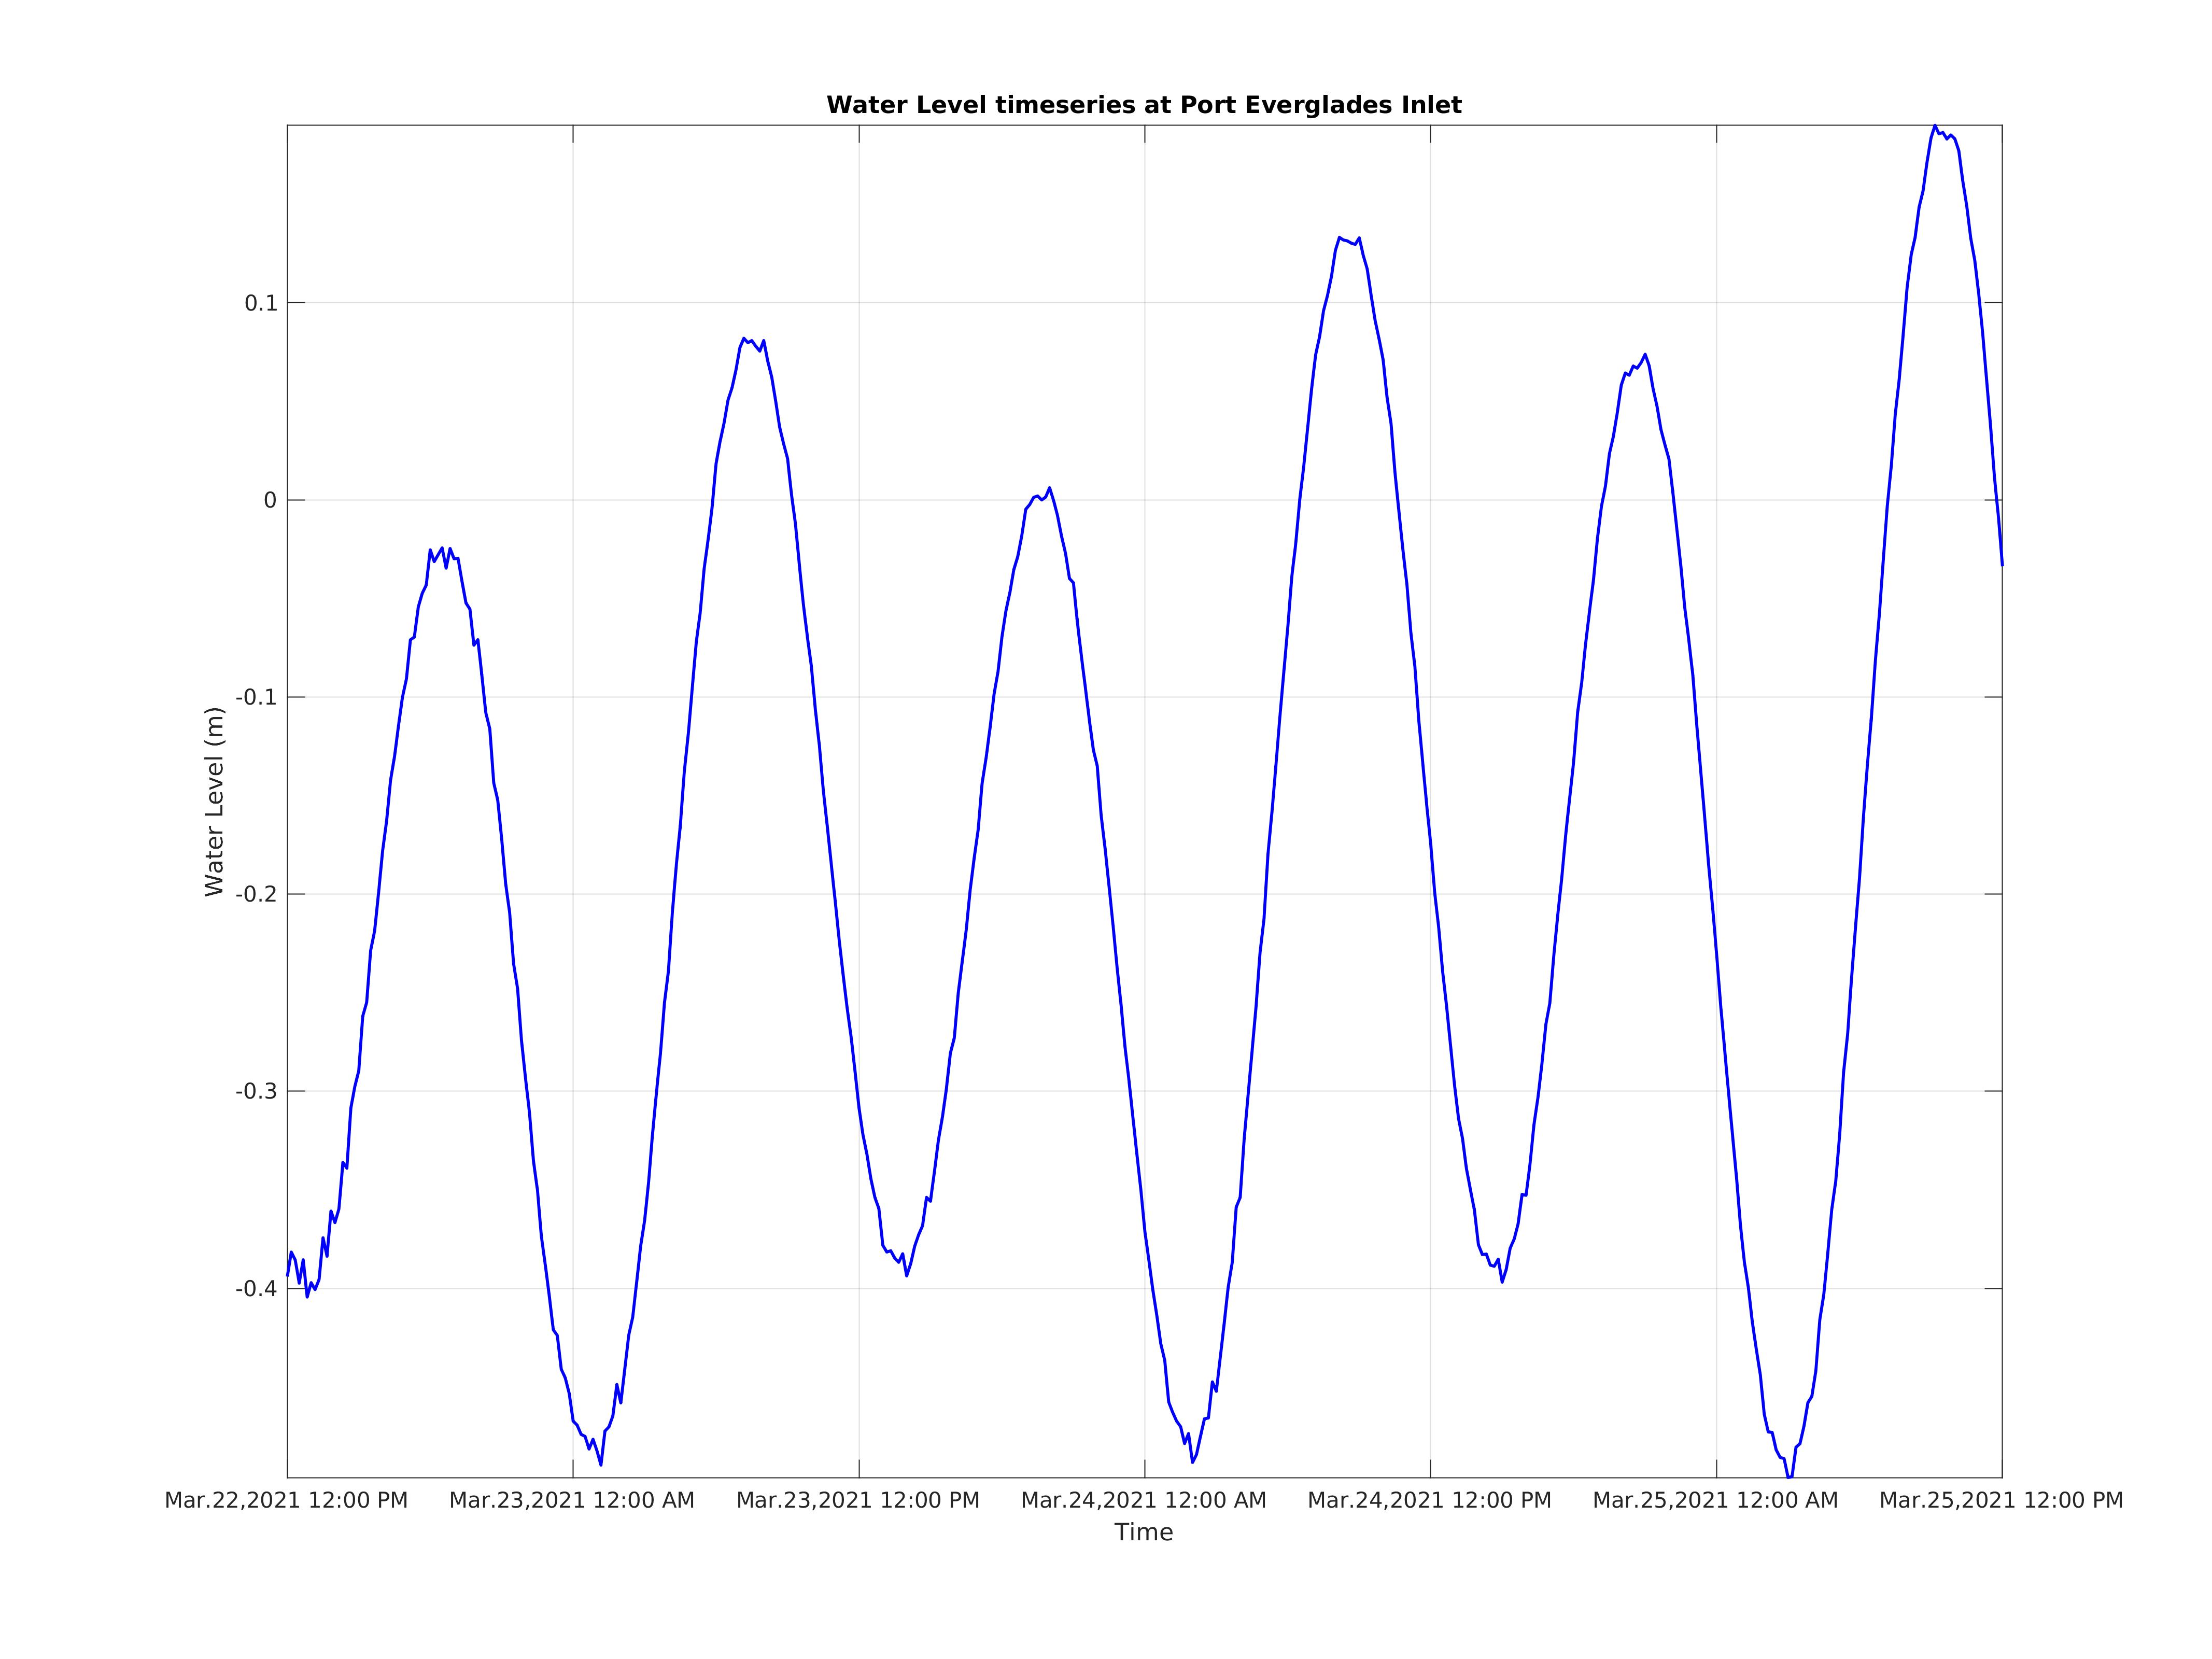 Water Level timeseries at Port Everglades Inlet
0.1
0
-0.1
-0.2
-0.3
-0.4
Water Level (m)
Mar.22,2021 12:00 PM Mar.23,2021 12:00 AM Mar.23,2021 12:00 PM Mar.24,2021 12:00 AM Mar.24,2021 12:00 PM Mar.25,2021 12:00 AM Mar.25,2021 12:00 PM
Time